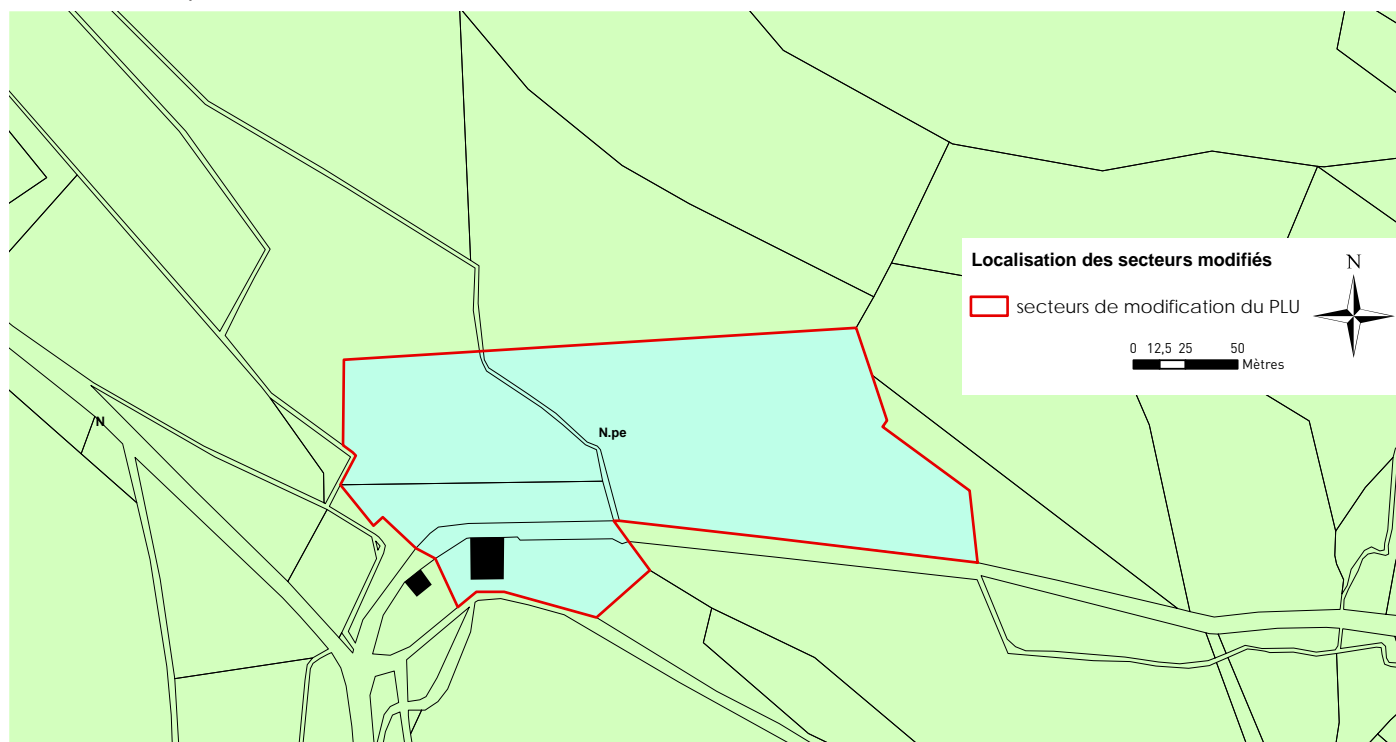 Localisation des secteurs modifiés
N
secteurs de modification du PLU
0 12,5 25 50
Mètres
N
N.pe